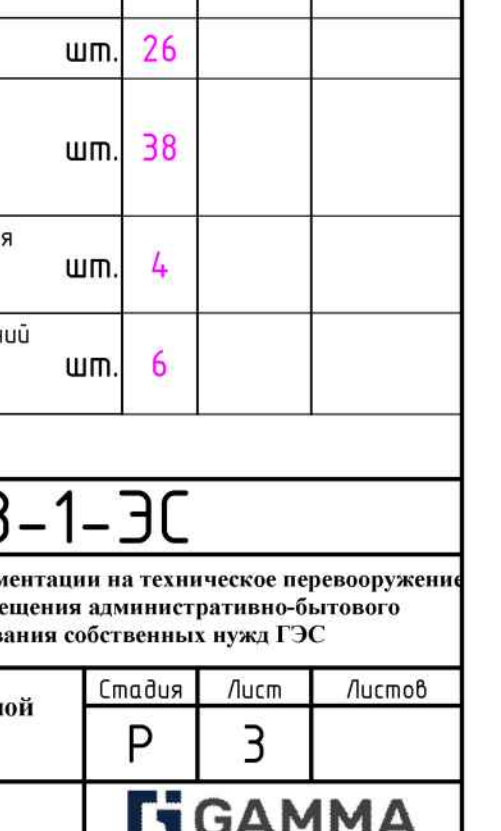 шт. 26
шт. 38
я
шт. 4
ний
шт. 6
3-1-ЭС
ментации на техническое перевооружение
ещения административно-бытового
вания собственных нужд ГЭС
Стадия Лист Листов
ной
Р 3
GAMMA